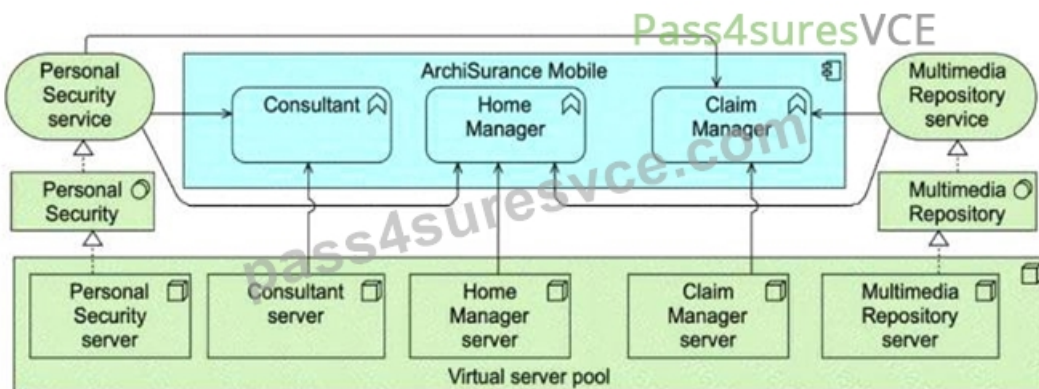 Pass4suresVCE
Personal
Security
service
ArchiSurance Mobile
Consultant
Home
Manager
Claim
Manager
Multimedia
Repository
service
Personal
Security
Multimedia
Repository
pass4suresvce.com
Personal
Security
server
Consultant
server
Home
Manager
server
Claim
Manager
server
Multimedia
Repository
server
Virtual server pool